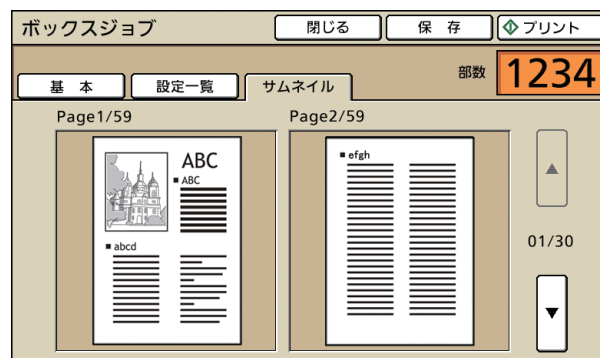 ボックスジョブ 閉じる 保 存 プリント
基 本 設定一覧 サムネイル 部数 1234
Page1/59 Page2/59
ABC
■ ABC
■ efgh
■ abcd
01/30